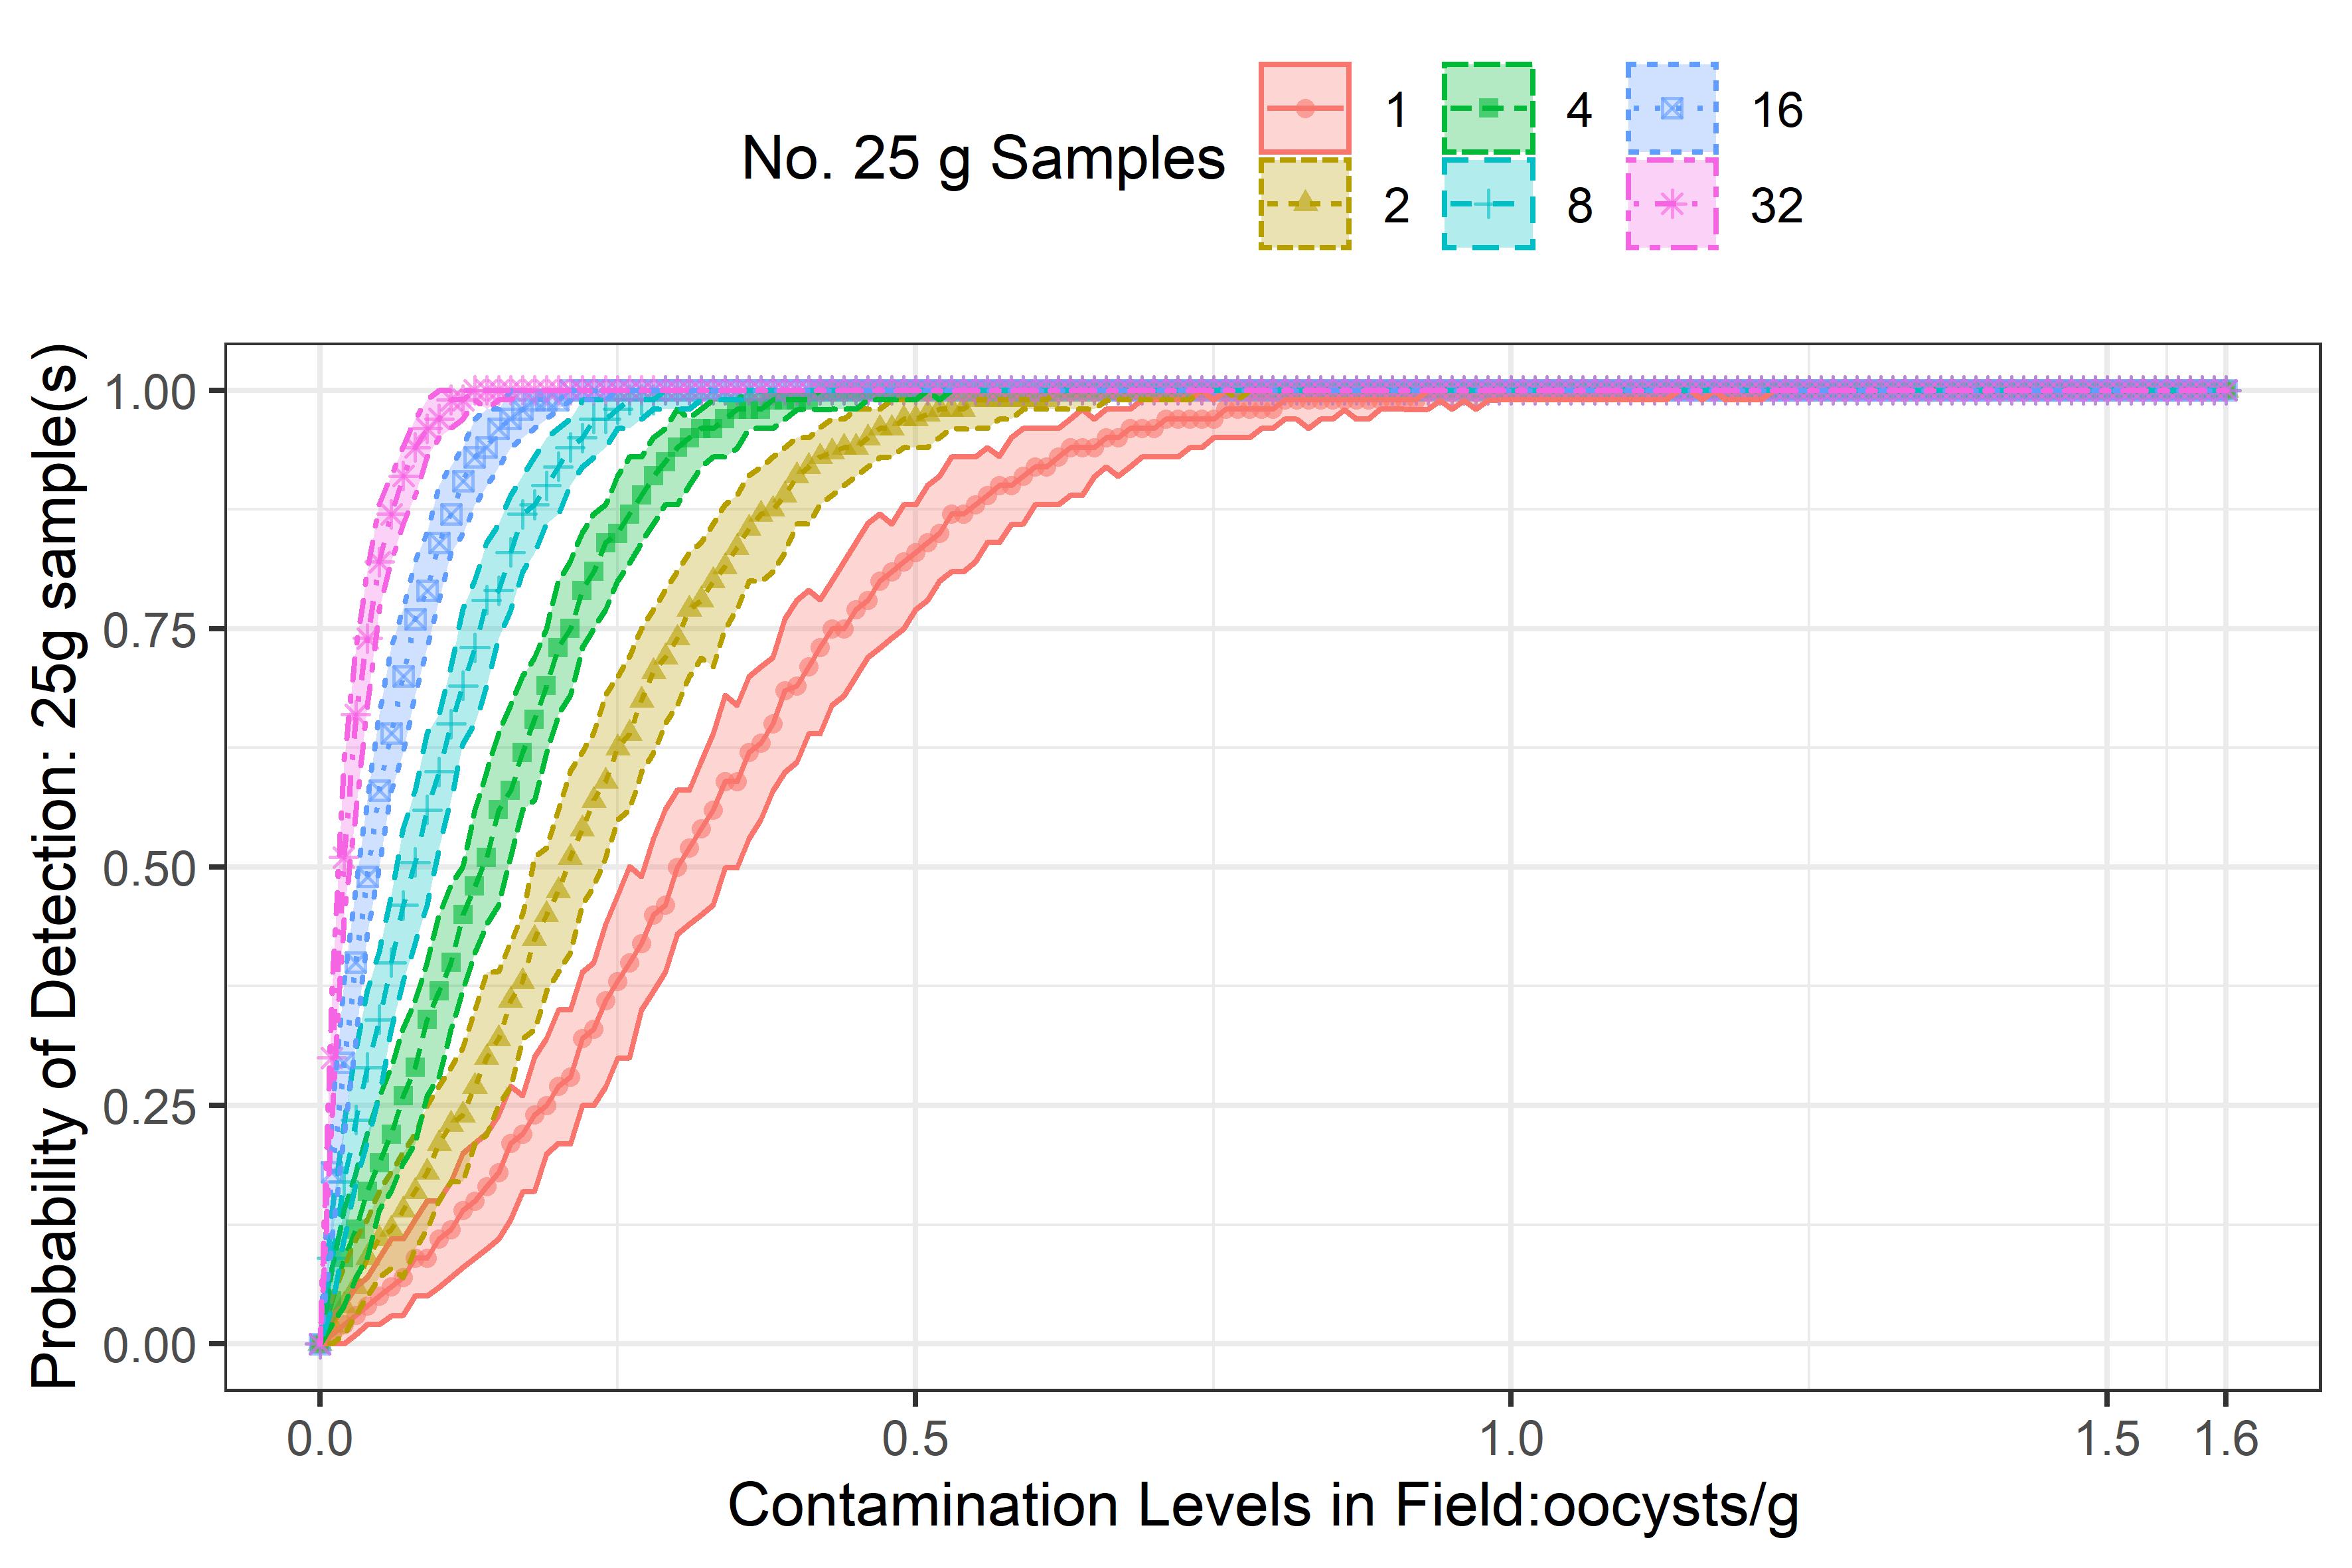 No. 25 g Samples
1 4 16
2 8 32
Probability of Detection: 25g sample(s)
1.00
0.75
0.50
0.25
0.00
0.0 0.5 1.0 1.5 1.6
Contamination Levels in Field:oocysts/g